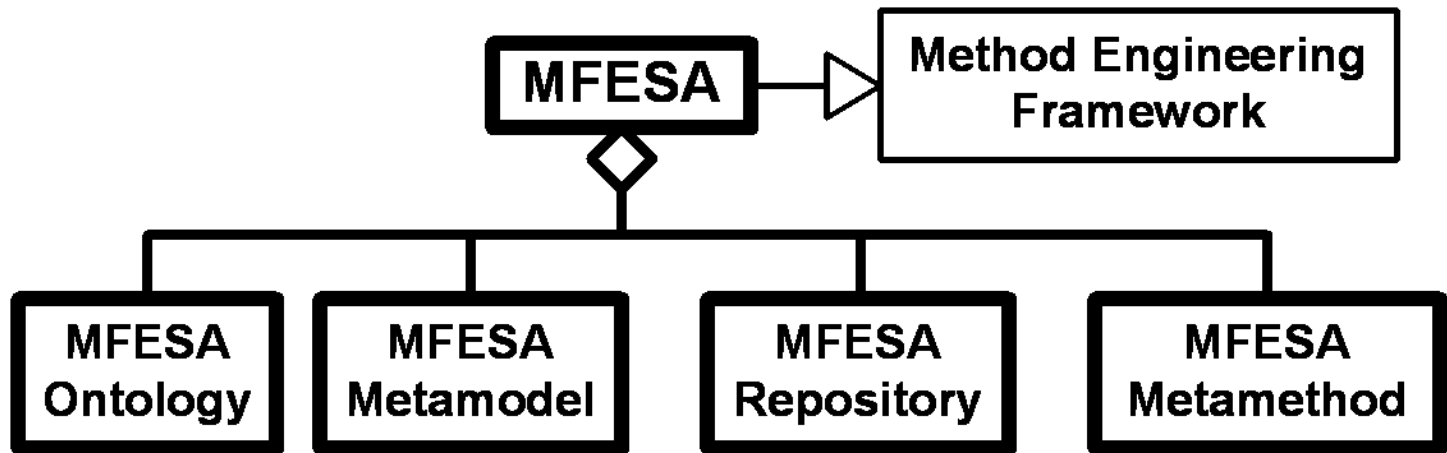 MFESA
Method Engineering
Framework
MFESA
Ontology
MFESA
Metamodel
MFESA
Repository
MFESA
Metamethod